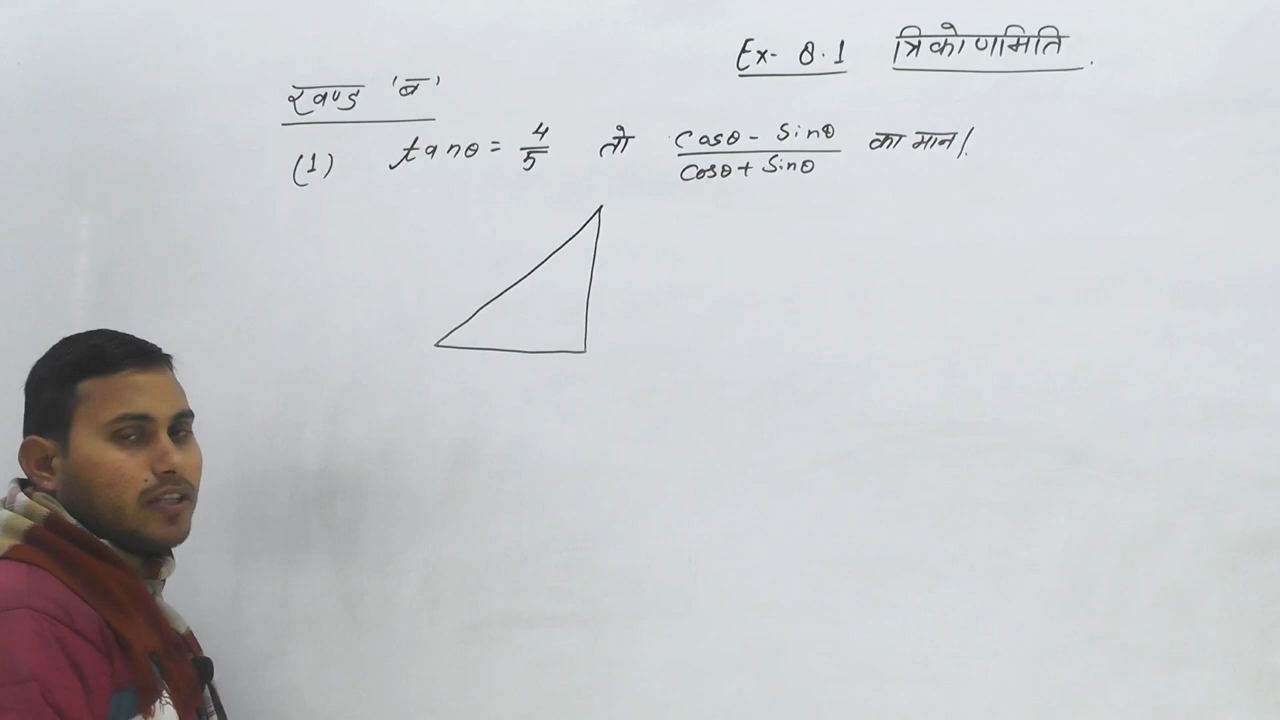 Ex- 8.1 त्रिकोणमिति.
खण्ड 'ब'
(1) tanθ = 4/5 तो (cosθ - sinθ)/(cosθ + sinθ) का मान/.